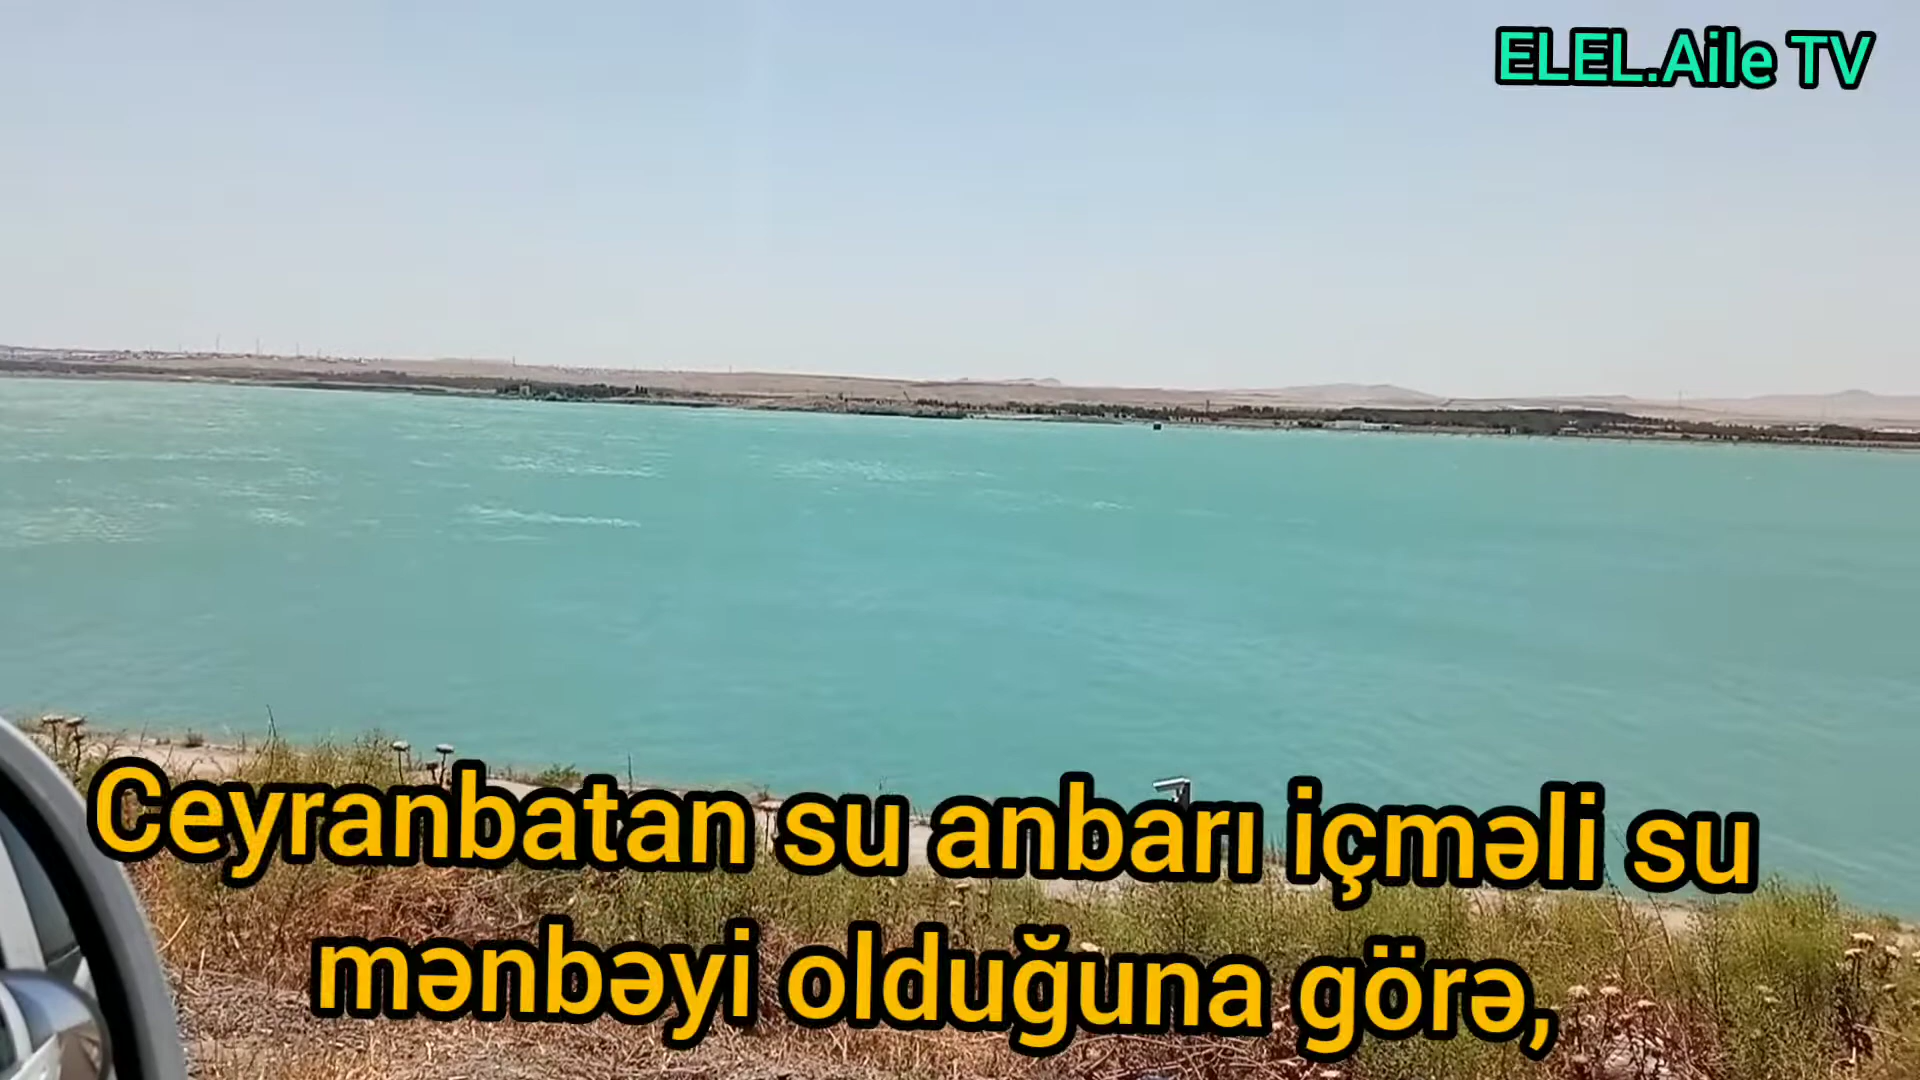 ELEL.Aile TV
Ceyranbatan su anbarı içməli su
mənbəyi olduğuna görə,